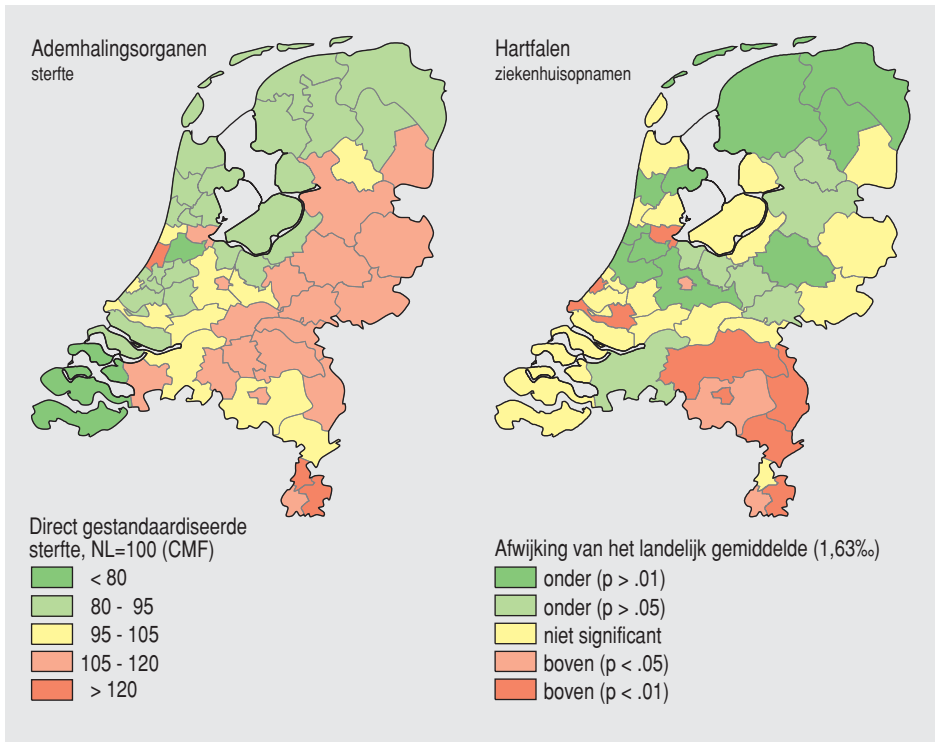 Ademhalingsorganen
sterfte
Direct gestandaardiseerde
sterfte, NL=100 (CMF)
< 80
80 - 95
95 - 105
105 - 120
> 120
Hartfalen
ziekenhuisopnamen
Afwijking van het landelijk gemiddelde (1,63‰)
onder (p > .01)
onder (p > .05)
niet significant
boven (p < .05)
boven (p < .01)